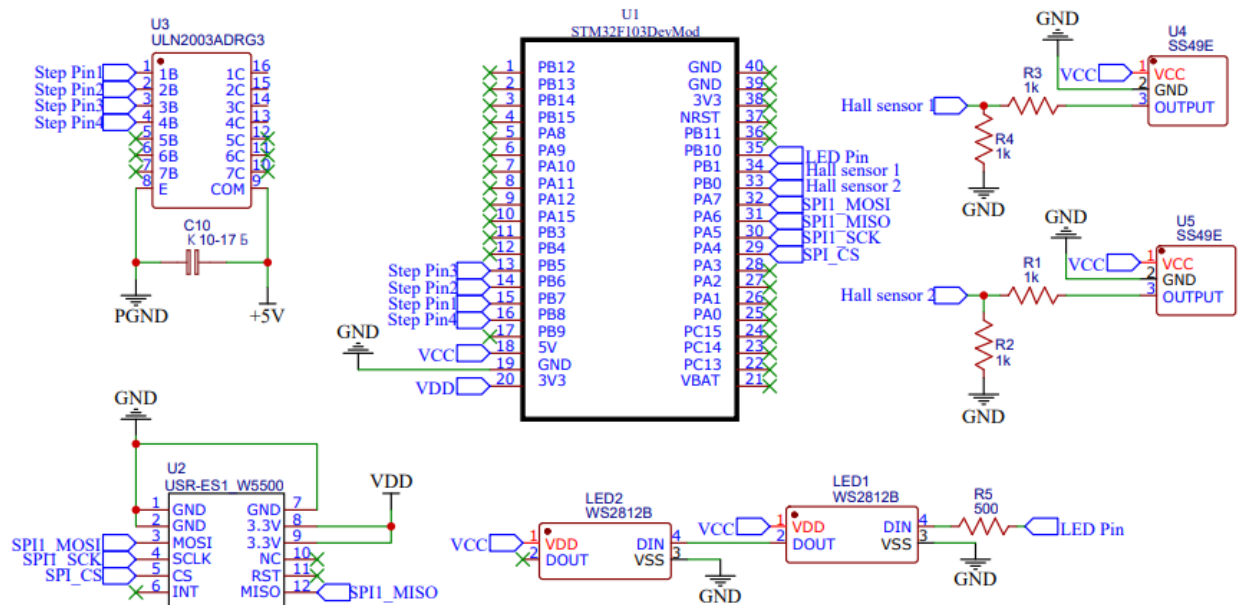 U3
ULN2003ADRG3
Step Pin1 1 1B 1C 16
Step Pin2 2 2B 2C 15
Step Pin3 3 3B 3C 14
Step Pin4 4 4B 4C 13
5 5B 5C 12
6 6B 6C 11
7 7B 7C 10
8 E COM 9
C10
К 10-17 Б
PGND
+5V
U1
STM32F103DevMod
1 PB12 GND 40
2 PB13 GND 39
3 PB14 3V3 38
4 PB15 NRST 37
5 PA8 PB11 36
6 PA9 PB10 35 LED Pin
7 PA10 PB1 34 Hall sensor 1
8 PA11 PB0 33 Hall sensor 2
9 PA12 PA7 32 SPI1_MOSI
10 PA15 PA6 31 SPI1_MISO
11 PB3 PA5 30 SPI1_SCK
12 PB4 PA4 29 SPI_CS
Step Pin3 13 PB5 PA3 28
Step Pin2 14 PB6 PA2 27
Step Pin1 15 PB7 PA1 26
Step Pin4 16 PB8 PA0 25
17 PB9 PC15 24
VCC 18 5V PC14 23
GND 19 GND PC13 22
VDD 20 3V3 VBAT 21
GND
U4
SS49E
VCC 1 VCC
2 GND
3 OUTPUT
Hall sensor 1
R3
1k
R4
1k
GND
GND
U5
SS49E
VCC 1 VCC
2 GND
3 OUTPUT
Hall sensor 2
R1
1k
R2
1k
GND
GND
U2
USR-ES1_W5500
VDD
1 GND GND 7
2 GND 3.3V 8
SPI1_MOSI 3 MOSI 3.3V 9
SPI1_SCK 4 SCLK NC 10
SPI_CS 5 CS RST 11
6 INT MISO 12 SPI1_MISO
LED2
WS2812B
VCC 1 VDD DIN 4
2 DOUT VSS 3
GND
LED1
WS2812B
VCC 1 VDD DIN 4
2 DOUT VSS 3
GND
R5
500
LED Pin